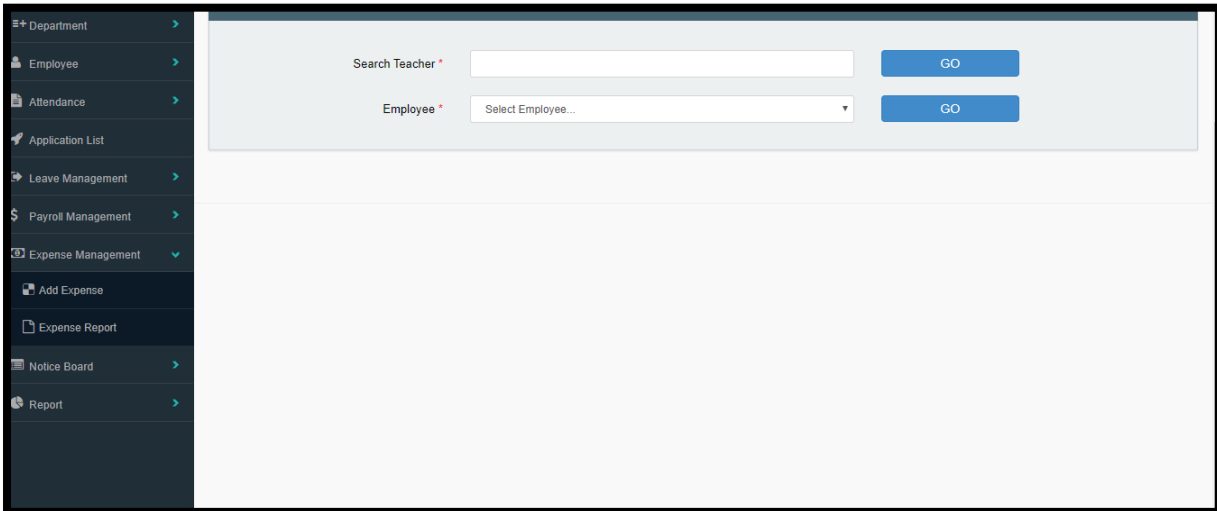 Department
Employee
Attendance
Application List
Leave Management
Payroll Management
Expense Management
Add Expense
Expense Report
Notice Board
Report
Search Teacher * GO
Employee * Select Employee... GO